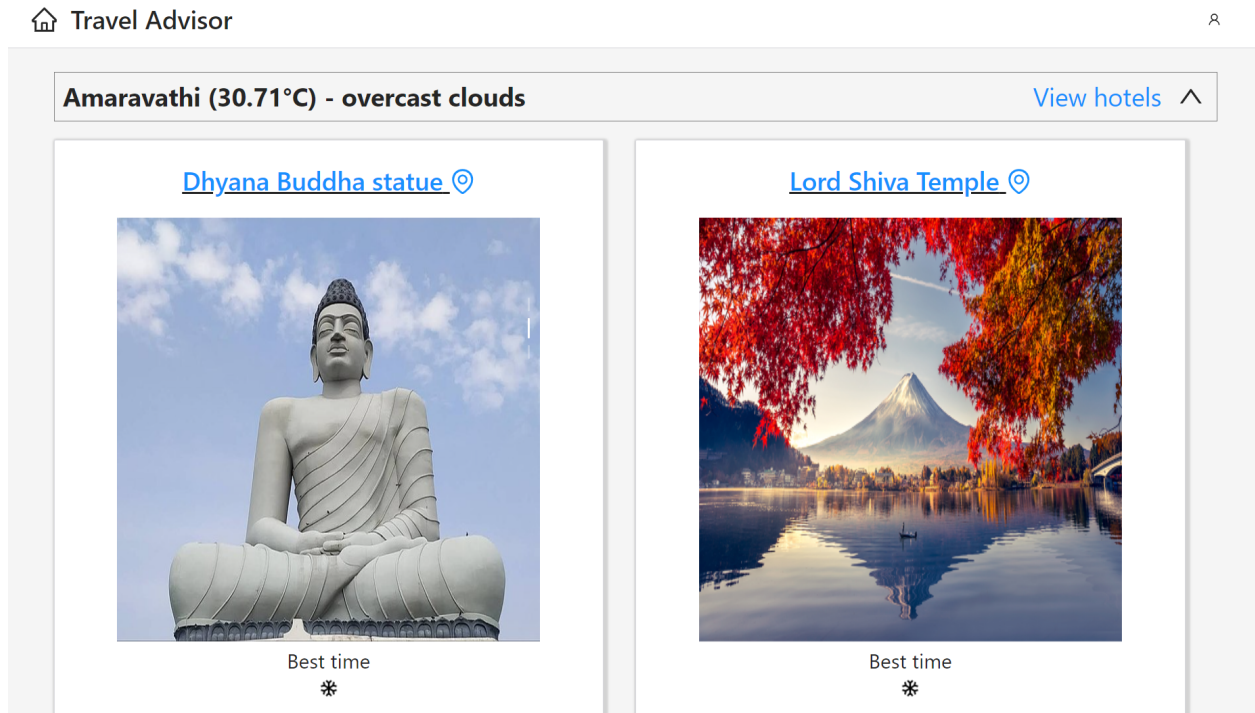 Travel Advisor
Amaravathi (30.71°C) - overcast clouds
View hotels
Dhyana Buddha statue
Lord Shiva Temple
Best time
Best time